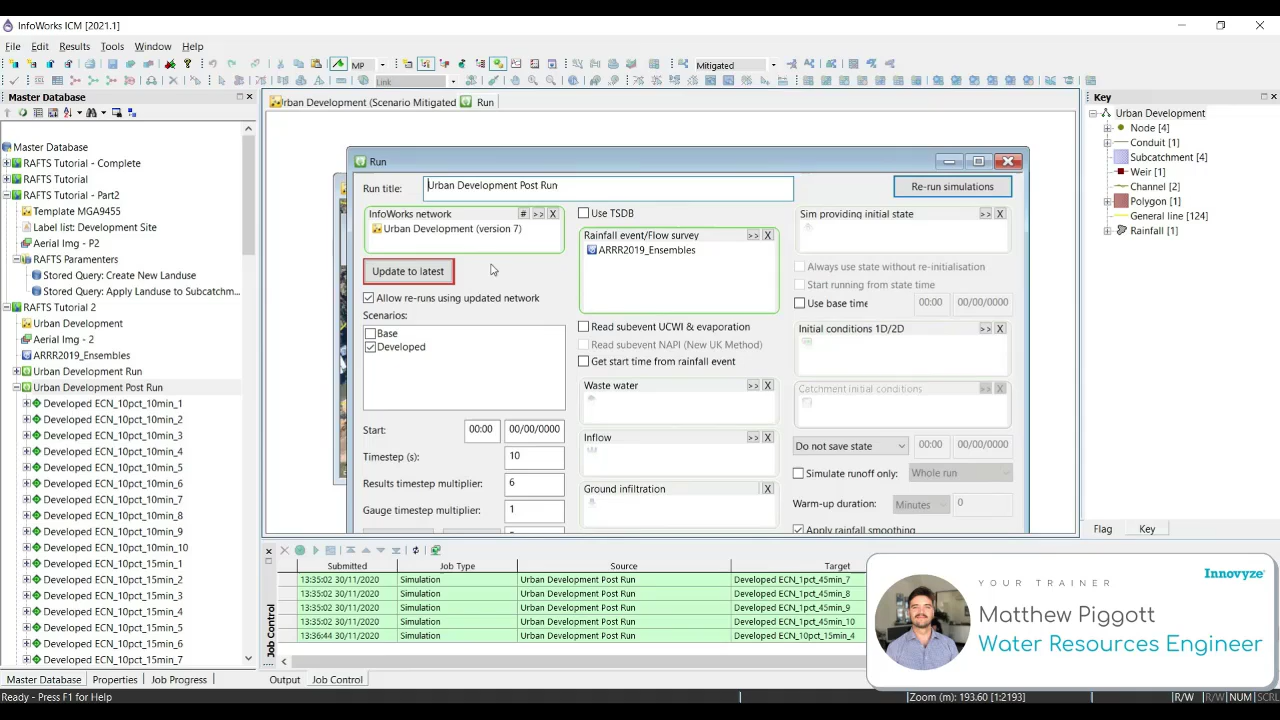 InfoWorks ICM [2021.1]
File Edit Results Tools Window Help
MP
Link
Mitigated
Master Database
Master Database
RAFTS Tutorial - Complete
RAFTS Tutorial
RAFTS Tutorial - Part2
Template MGA9455
Label list: Development Site
Aerial Img - P2
RAFTS Paramenters
Stored Query: Create New Landuse
Stored Query: Apply Landuse to Subcatchm...
RAFTS Tutorial 2
Urban Development
Aerial Img - 2
ARRR2019_Ensembles
Urban Development Run
Urban Development Post Run
Developed ECN_10pct_10min_1
Developed ECN_10pct_10min_2
Developed ECN_10pct_10min_3
Developed ECN_10pct_10min_4
Developed ECN_10pct_10min_5
Developed ECN_10pct_10min_6
Developed ECN_10pct_10min_7
Developed ECN_10pct_10min_8
Developed ECN_10pct_10min_9
Developed ECN_10pct_10min_10
Developed ECN_10pct_15min_1
Developed ECN_10pct_15min_2
Developed ECN_10pct_15min_3
Developed ECN_10pct_15min_4
Developed ECN_10pct_15min_5
Developed ECN_10pct_15min_6
Developed ECN_10pct_15min_7
Master Database Properties Job Progress
Urban Development (Scenario Mitigated Run
Run
Run title: Urban Development Post Run
Re-run simulations
InfoWorks network # >> X
Urban Development (version 7)
Update to latest
Allow re-runs using updated network
Scenarios:
Base
Developed
Start: 00:00 00/00/0000
Timestep (s): 10
Results timestep multiplier: 6
Gauge timestep multiplier: 1
Use TSDB
Rainfall event/Flow survey >> X
ARRR2019_Ensembles
Read subevent UCWI & evaporation
Read subevent NAPI (New UK Method)
Get start time from rainfall event
Waste water >> X
Inflow >> X
Ground infiltration X
Sim providing initial state >> X
Always use state without re-initialisation
Start running from state time
Use base time 00:00 00/00/0000
Initial conditions 1D/2D >> X
Catchment initial conditions >> X
Do not save state 00:00 00/00/0000
Simulate runoff only: Whole run
Warm-up duration: Minutes 0
Apply rainfall smoothing
Key
Urban Development
Node [4]
Conduit [1]
Subcatchment [4]
Weir [1]
Channel [2]
Polygon [1]
General line [124]
Rainfall [1]
Flag Key
Job Control
Submitted Job Type Source Target
13:35:02 30/11/2020 Simulation Urban Development Post Run Developed ECN_1pct_45min_7
13:35:02 30/11/2020 Simulation Urban Development Post Run Developed ECN_1pct_45min_8
13:35:02 30/11/2020 Simulation Urban Development Post Run Developed ECN_1pct_45min_9
13:35:02 30/11/2020 Simulation Urban Development Post Run Developed ECN_1pct_45min_10
13:36:44 30/11/2020 Simulation Urban Development Post Run Developed ECN_10pct_15min_4
Output Job Control
Innovyze
YOUR TRAINER
Matthew Piggott
Water Resources Engineer
Ready - Press F1 for Help
Zoom (m): 193.60 [1:2193]
R/W R/W NUM SCRL